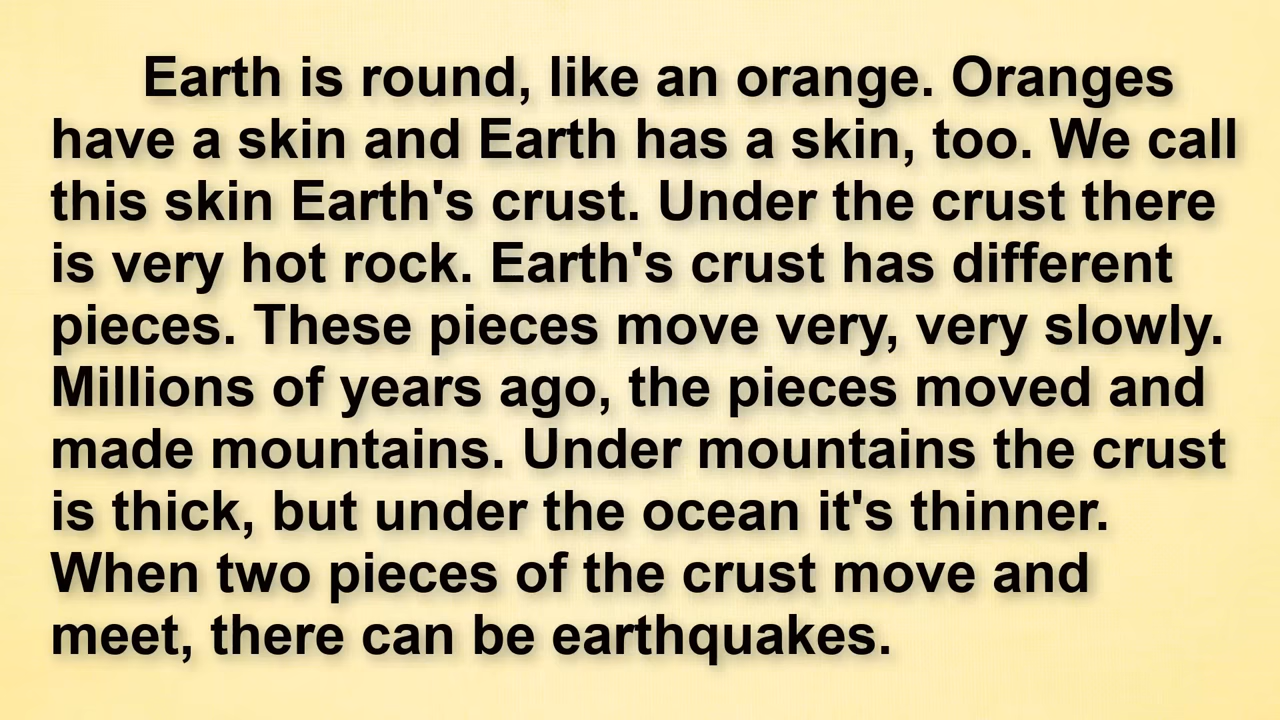 Earth is round, like an orange. Oranges
have a skin and Earth has a skin, too. We call
this skin Earth's crust. Under the crust there
is very hot rock. Earth's crust has different
pieces. These pieces move very, very slowly.
Millions of years ago, the pieces moved and
made mountains. Under mountains the crust
is thick, but under the ocean it's thinner.
When two pieces of the crust move and
meet, there can be earthquakes.